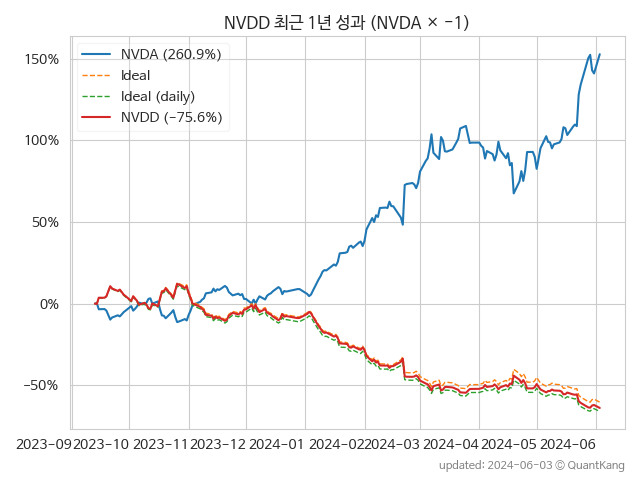 NVDD 최근 1년 성과 (NVDA × −1)
NVDA (260.9%)
Ideal
Ideal (daily)
NVDD (−75.6%)
150%
100%
50%
0%
−50%
2023-09 2023-10 2023-11 2023-12 2024-01 2024-02 2024-03 2024-04 2024-05 2024-06
updated: 2024-06-03 © QuantKang